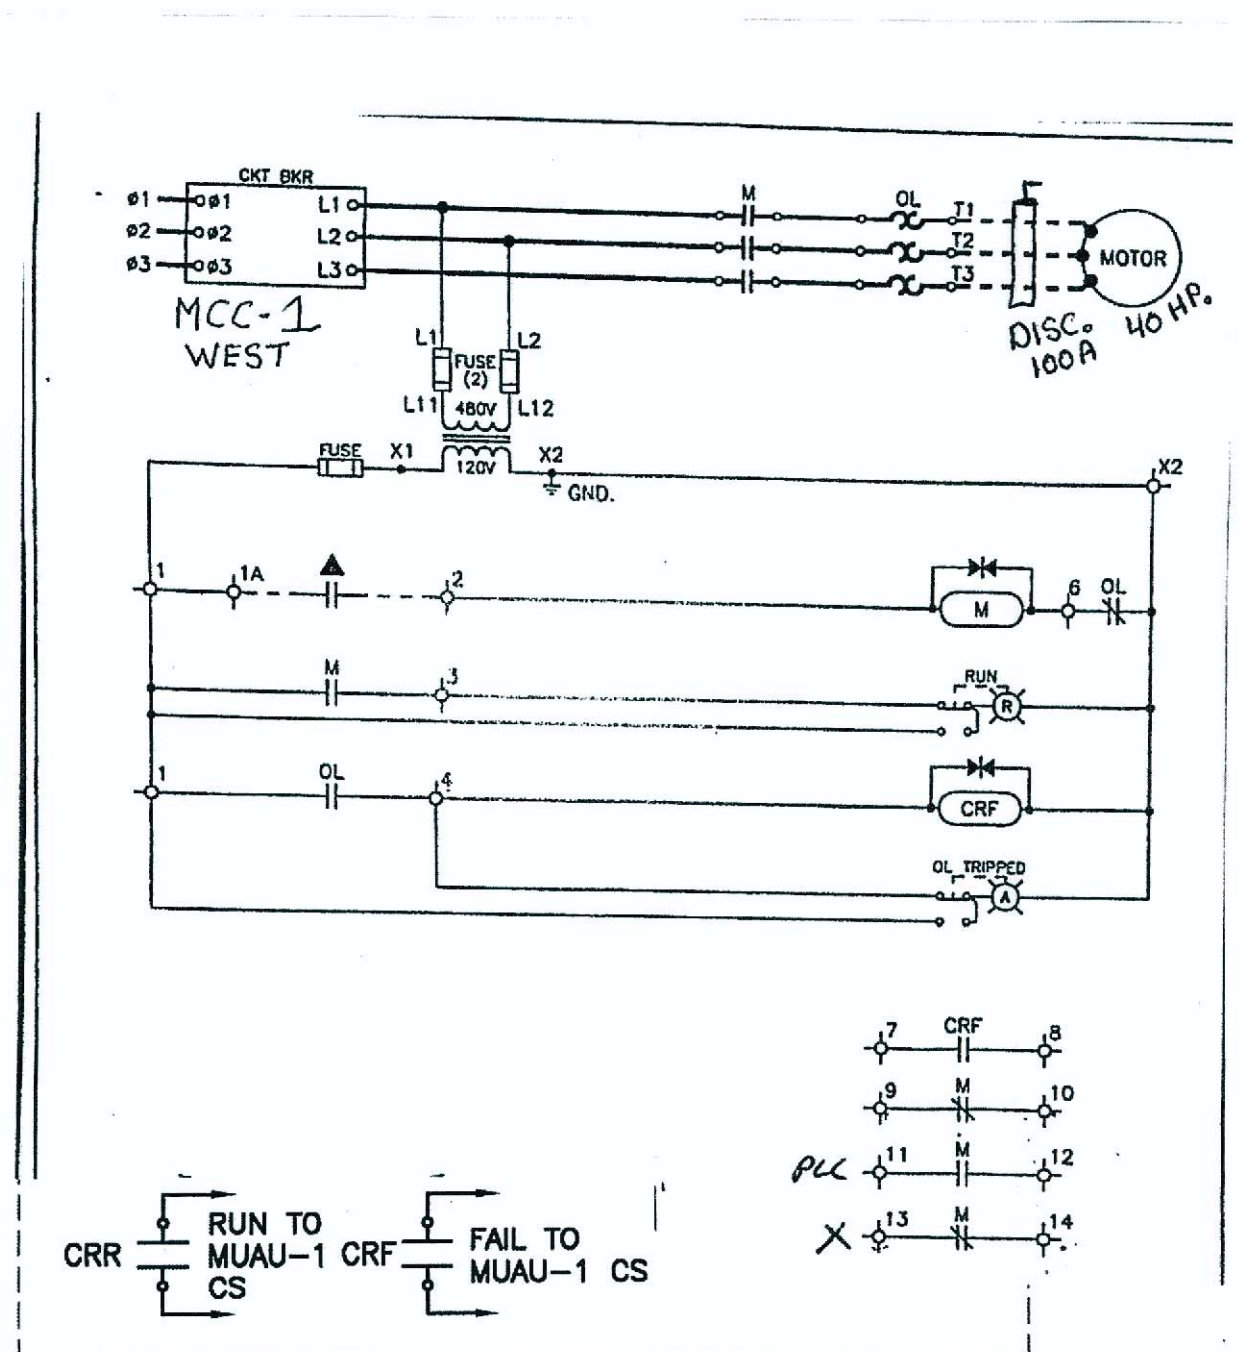 CKT BKR
ø1 ø1 L1 M OL T1
ø2 ø2 L2 T2 MOTOR
ø3 ø3 L3 T3
MCC-1
WEST
DISC.
100A
40 HP.
L1 FUSE (2) L2
L11 480V L12
FUSE X1 120V X2
GND.
X2
1 1A 2 M 6 OL
M 3 RUN R
1 OL 4 CRF
OL TRIPPED A
7 CRF 8
9 M 10
PLC 11 M 12
X 13 M 14
CRR RUN TO
MUAU-1
CS
CRF FAIL TO
MUAU-1 CS